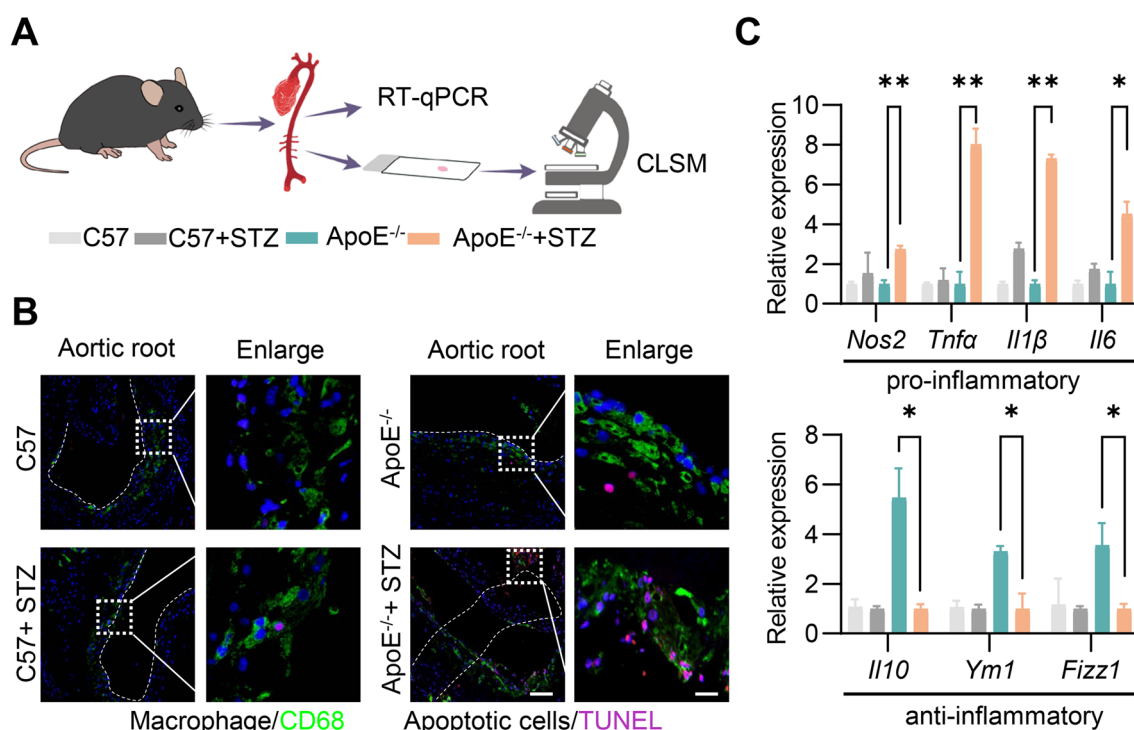 A
RT-qPCR
CLSM
C57 C57+STZ ApoE-/- ApoE-/-+STZ
B
Aortic root Enlarge Aortic root Enlarge
C57
ApoE-/-
C57+ STZ
ApoE-/-+ STZ
Macrophage/CD68 Apoptotic cells/TUNEL
C
** ** ** *
Relative expression
10
8
6
4
2
0
Nos2 Tnfα Il1β Il6
pro-inflammatory
* * *
Relative expression
8
6
4
2
0
Il10 Ym1 Fizz1
anti-inflammatory